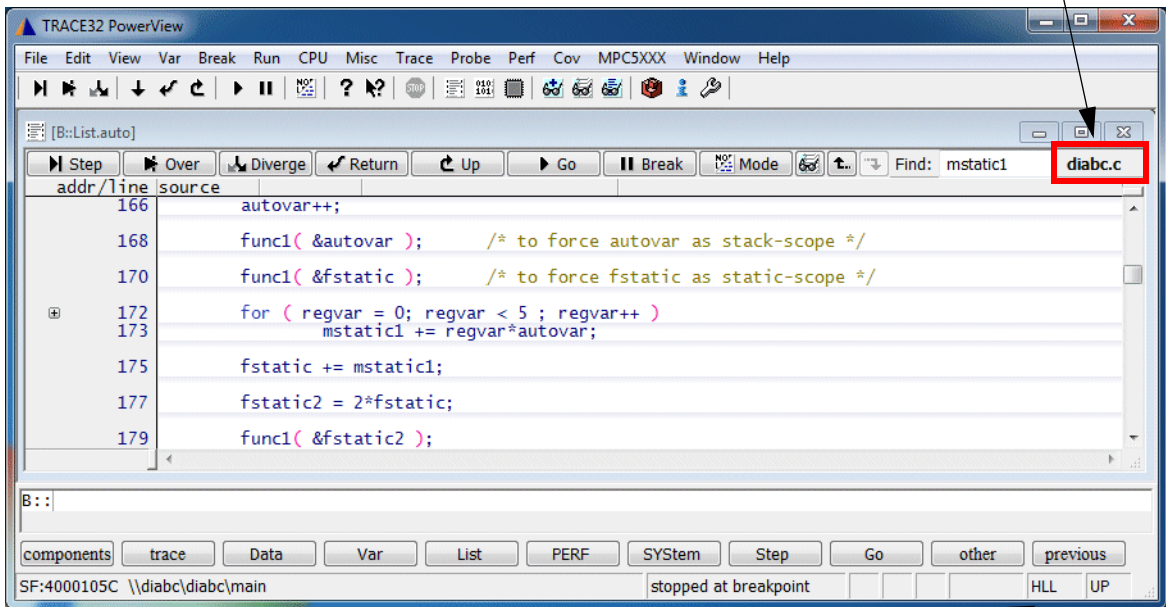 TRACE32 PowerView
File Edit View Var Break Run CPU Misc Trace Probe Perf Cov MPC5XXX Window Help
[B::List.auto]
Step Over Diverge Return Up Go Break Mode Find: mstatic1 diabc.c
addr/line source
166 autovar++;
168 func1( &autovar ); /* to force autovar as stack-scope */
170 func1( &fstatic ); /* to force fstatic as static-scope */
172 for ( regvar = 0; regvar < 5 ; regvar++ )
173 mstatic1 += regvar*autovar;
175 fstatic += mstatic1;
177 fstatic2 = 2*fstatic;
179 func1( &fstatic2 );
B::
components trace Data Var List PERF SYStem Step Go other previous
SF:4000105C \\diabc\diabc\main stopped at breakpoint HLL UP